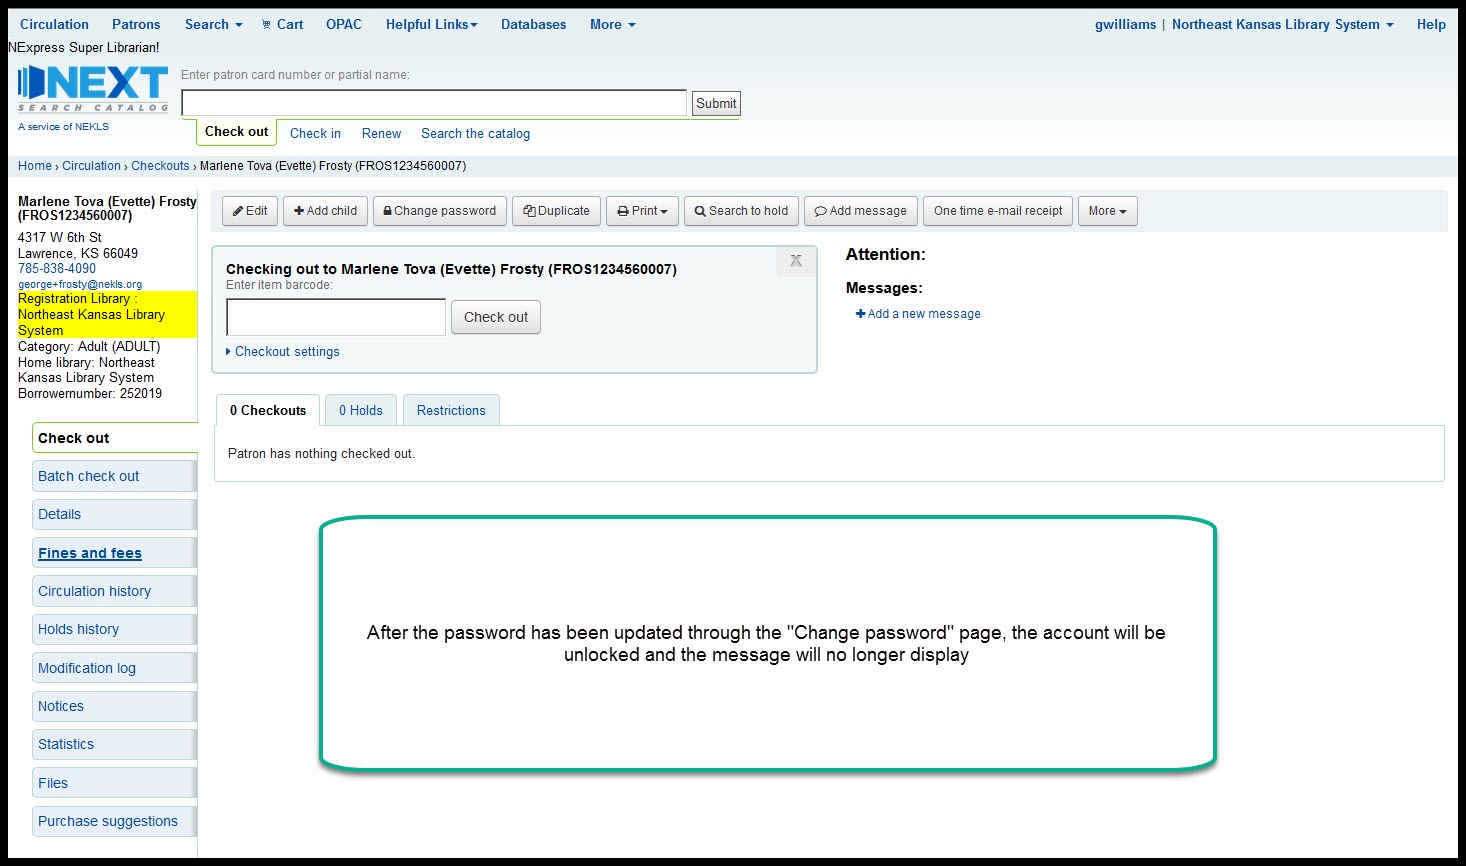 Circulation Patrons Search Cart OPAC Helpful Links Databases More gwilliams | Northeast Kansas Library System Help
NExpress Super Librarian!
NEXT
SEARCH CATALOG
A service of NEKLS
Enter patron card number or partial name:
Submit
Check out Check in Renew Search the catalog
Home › Circulation › Checkouts › Marlene Tova (Evette) Frosty (FROS1234560007)
Marlene Tova (Evette) Frosty
(FROS1234560007)
4317 W 6th St
Lawrence, KS 66049
785-838-4090
george+frosty@nekls.org
Registration Library :
Northeast Kansas Library
System
Category: Adult (ADULT)
Home library: Northeast
Kansas Library System
Borrowernumber: 252019
Check out
Batch check out
Details
Fines and fees
Circulation history
Holds history
Modification log
Notices
Statistics
Files
Purchase suggestions
Edit Add child Change password Duplicate Print Search to hold Add message One time e-mail receipt More
Checking out to Marlene Tova (Evette) Frosty (FROS1234560007)
X
Enter item barcode:
Check out
Checkout settings
Attention:
Messages:
Add a new message
0 Checkouts 0 Holds Restrictions
Patron has nothing checked out.
After the password has been updated through the "Change password" page, the account will be
unlocked and the message will no longer display